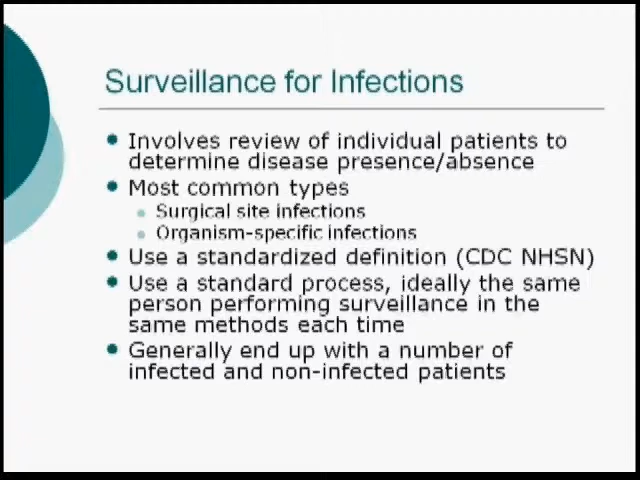 Surveillance for Infections
Involves review of individual patients to
determine disease presence/absence
Most common types
Surgical site infections
Organism-specific infections
Use a standardized definition (CDC NHSN)
Use a standard process, ideally the same
person performing surveillance in the
same methods each time
Generally end up with a number of
infected and non-infected patients